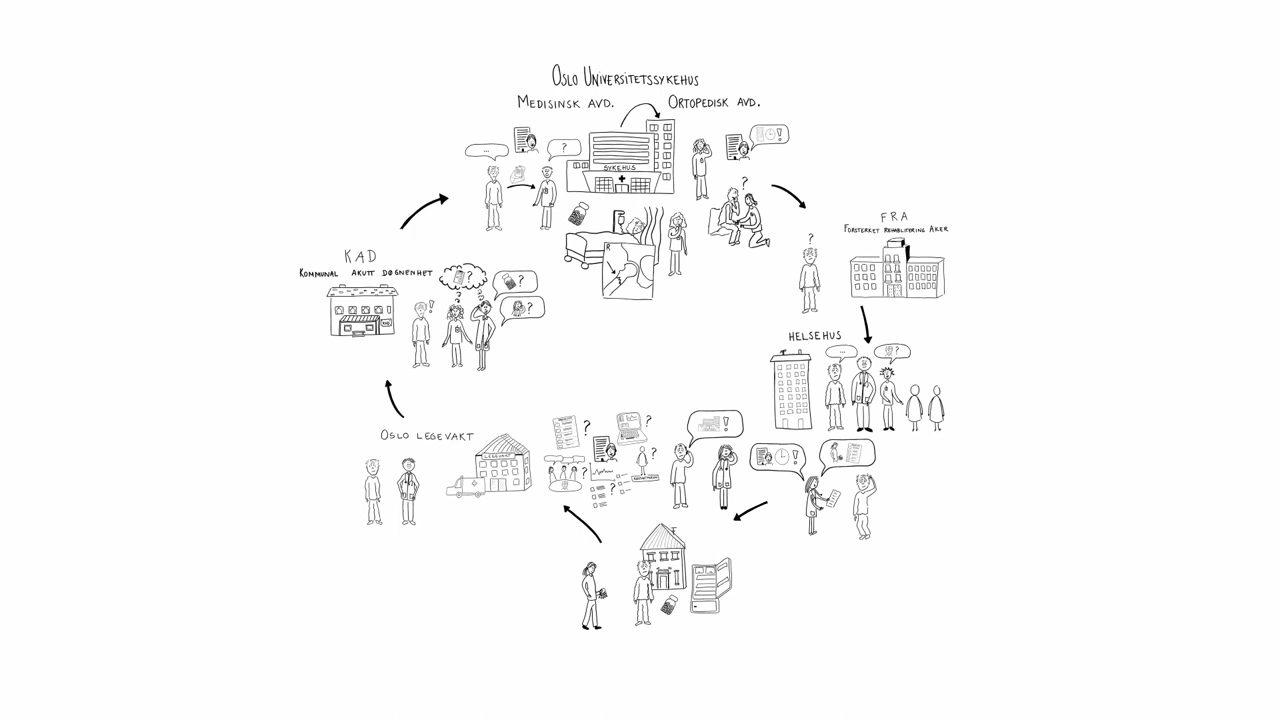 OSLO UNIVERSITETSSYKEHUS
MEDISINSK AVD.
ORTOPEDISK AVD.
...
?
!
SYKEHUS
?
R
FRA
FORSTERKET REHABILITERING AKER
?
KAD
KOMMUNAL AKUTT DØGNENHET
?
!
?
?
KAD
HELSEHUS
...
?
OSLO LEGEVAKT
LEGEVAKT
?
?
?
?
?
!
!